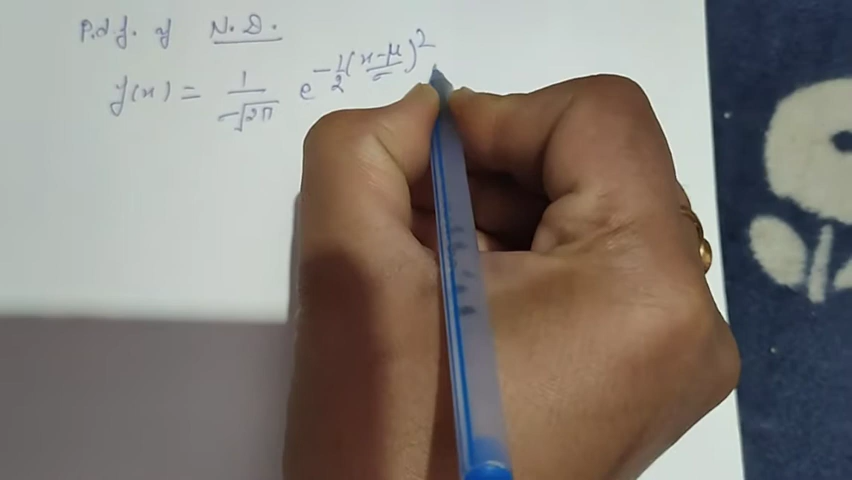 P.d.f. of N.D.
f(x) = 1/√2π e^-1/2(x-μ/σ)^2